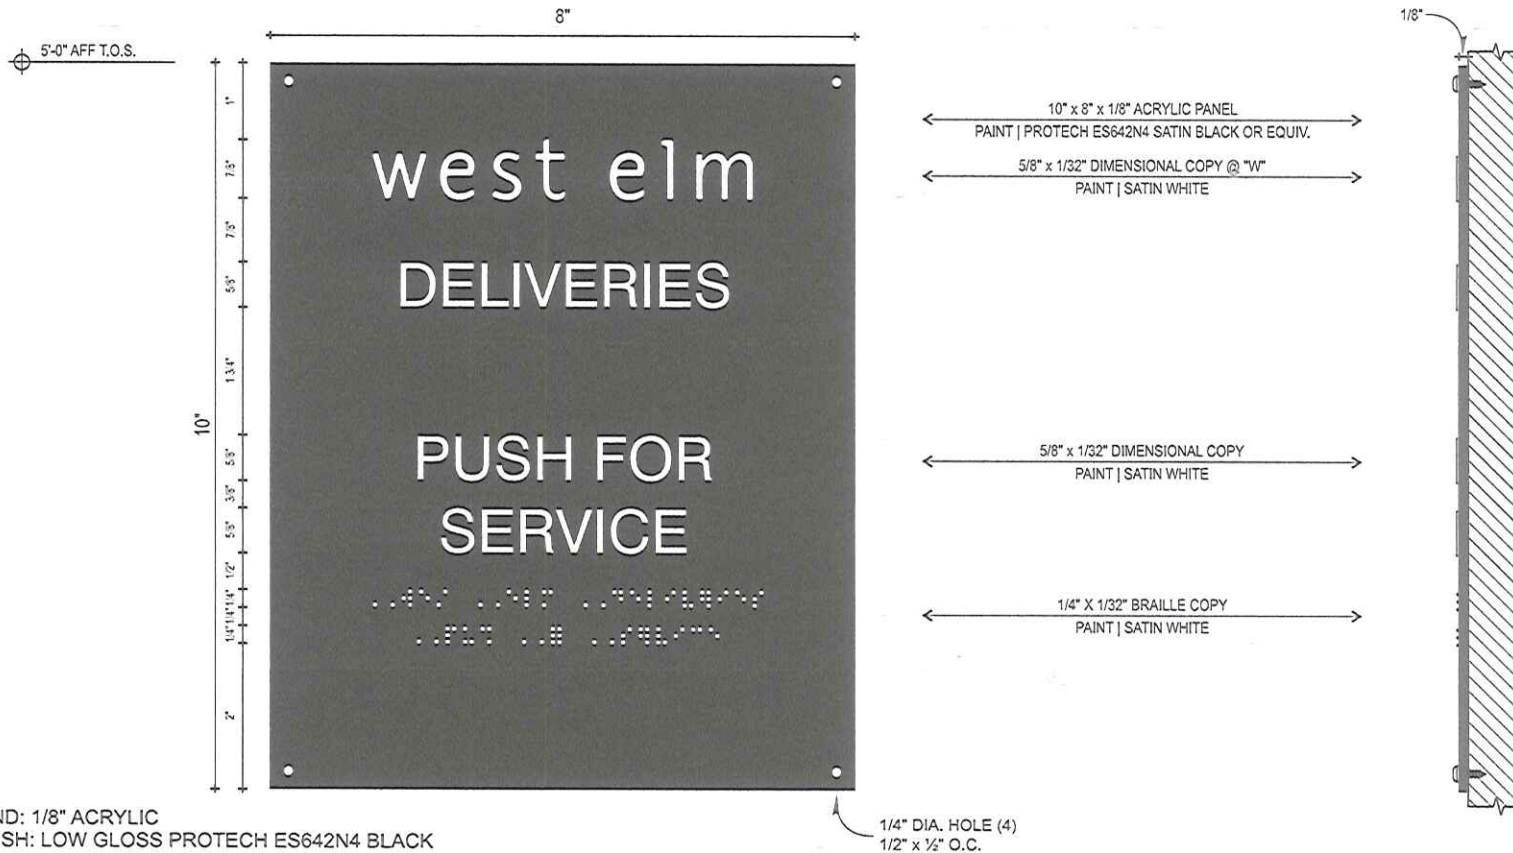 8"
1/8"
5'-0" AFF T.O.S.
1"
10" x 8" x 1/8" ACRYLIC PANEL
PAINT | PROTECH ES642N4 SATIN BLACK OR EQUIV.
7/8"
west elm
5/8" x 1/32" DIMENSIONAL COPY @ "W"
PAINT | SATIN WHITE
7/8"
5/8"
DELIVERIES
1 3/4"
10"
5/8"
PUSH FOR
5/8" x 1/32" DIMENSIONAL COPY
PAINT | SATIN WHITE
3/8"
5/8"
SERVICE
1/2"
1/4" 1/4" 1/4"
1/4" X 1/32" BRAILLE COPY
PAINT | SATIN WHITE
2"
ND: 1/8" ACRYLIC
SH: LOW GLOSS PROTECH ES642N4 BLACK
1/4" DIA. HOLE (4)
1/2" x ½" O.C.